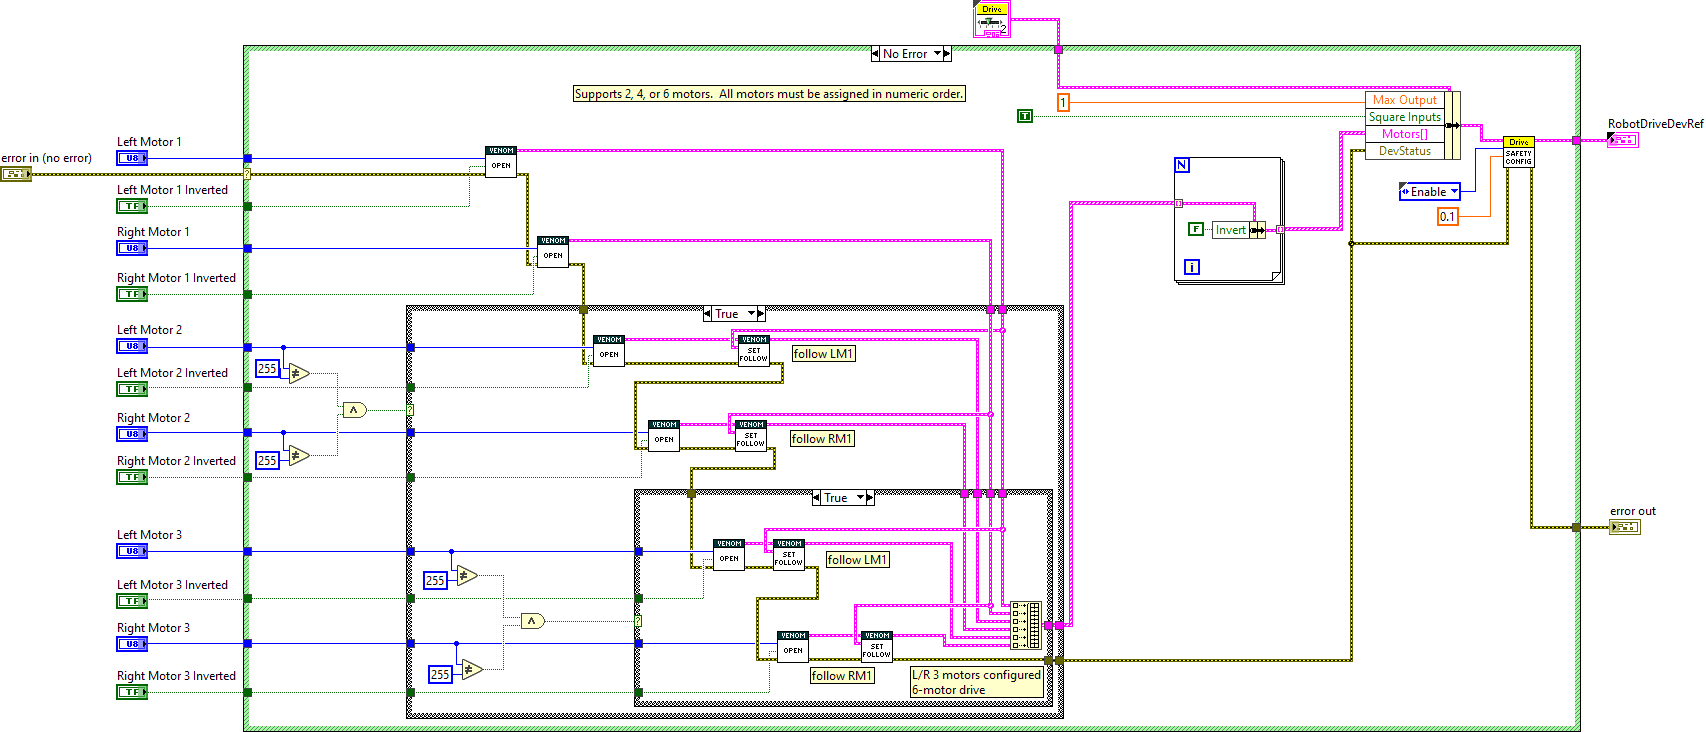 Drive
2
No Error
Supports 2, 4, or 6 motors.  All motors must be assigned in numeric order.
1
Max Output
T
Square Inputs
Motors[]
DevStatus
RobotDriveDevRef
Drive
SAFETY
CONFIG
Enable
0.1
error in (no error)
Left Motor 1
U8
VENOM
OPEN
?
Left Motor 1 Inverted
TF
Right Motor 1
U8
VENOM
OPEN
Right Motor 1 Inverted
TF
N
F
Invert
i
True
Left Motor 2
U8
255
≠
VENOM
OPEN
VENOM
SET
FOLLOW
follow LM1
Left Motor 2 Inverted
TF
∧
?
Right Motor 2
U8
255
≠
VENOM
OPEN
VENOM
SET
FOLLOW
follow RM1
Right Motor 2 Inverted
TF
True
Left Motor 3
U8
255
≠
VENOM
OPEN
VENOM
SET
FOLLOW
follow LM1
Left Motor 3 Inverted
TF
∧
?
Right Motor 3
U8
255
≠
VENOM
OPEN
VENOM
SET
FOLLOW
follow RM1
L/R 3 motors configured
6-motor drive
Right Motor 3 Inverted
TF
error out